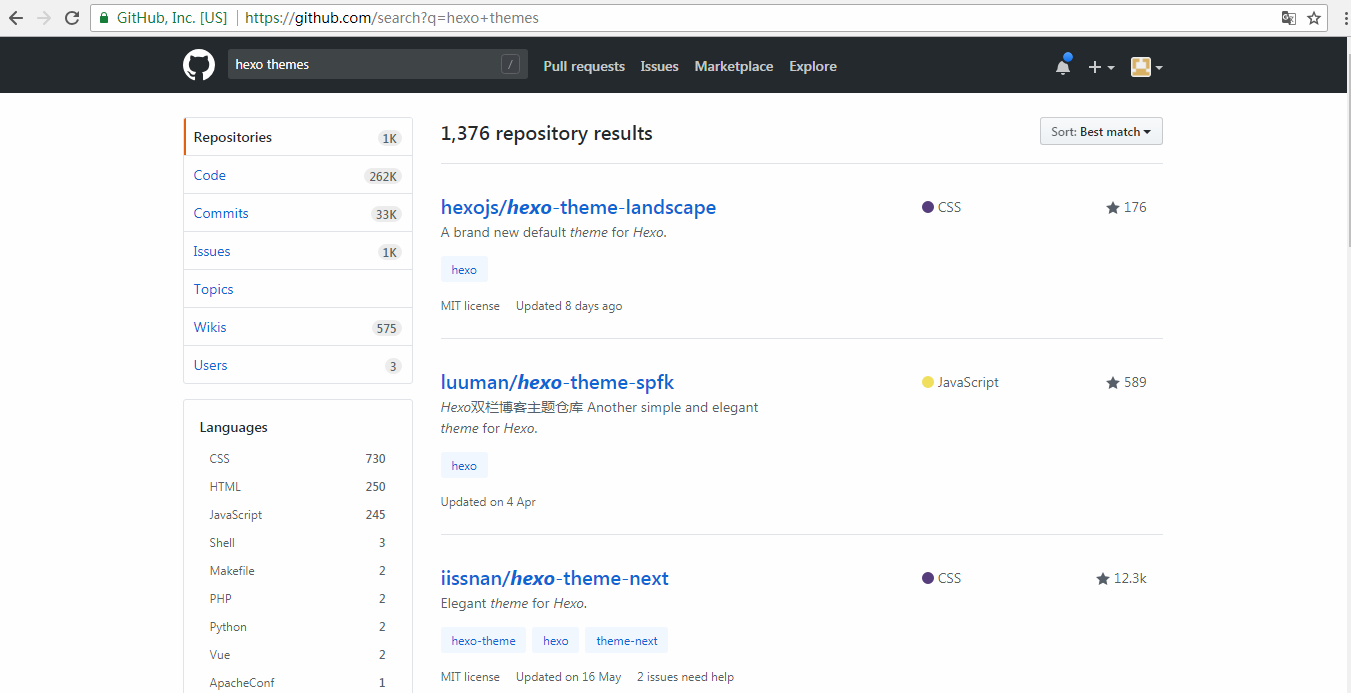 GitHub, Inc. [US] https://github.com/search?q=hexo+themes
hexo themes / Pull requests Issues Marketplace Explore
Repositories 1K
Code 262K
Commits 33K
Issues 1K
Topics
Wikis 575
Users 3
Languages
CSS 730
HTML 250
JavaScript 245
Shell 3
Makefile 2
PHP 2
Python 2
Vue 2
ApacheConf 1
1,376 repository results
Sort: Best match
hexojs/hexo-theme-landscape
CSS
176
A brand new default theme for Hexo.
hexo
MIT license Updated 8 days ago
luuman/hexo-theme-spfk
JavaScript
589
Hexo双栏博客主题仓库 Another simple and elegant
theme for Hexo.
hexo
Updated on 4 Apr
iissnan/hexo-theme-next
CSS
12.3k
Elegant theme for Hexo.
hexo-theme hexo theme-next
MIT license Updated on 16 May 2 issues need help